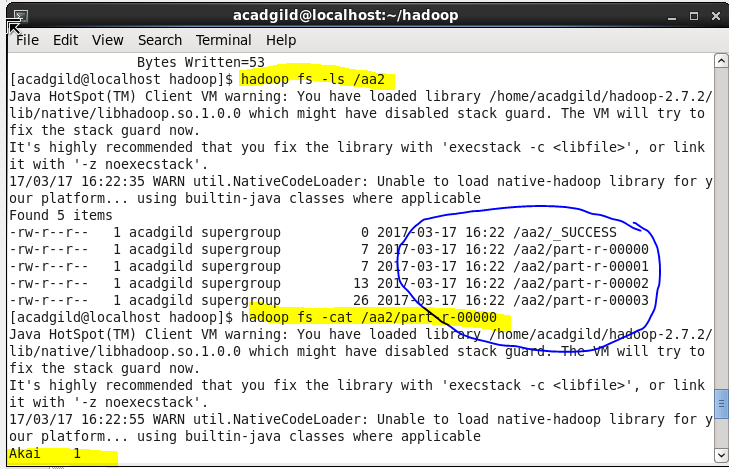 acadgild@localhost:~/hadoop
File Edit View Search Terminal Help
Bytes Written=53
[acadgild@localhost hadoop]$ hadoop fs -ls /aa2
Java HotSpot(TM) Client VM warning: You have loaded library /home/acadgild/hadoop-2.7.2/
lib/native/libhadoop.so.1.0.0 which might have disabled stack guard. The VM will try to
fix the stack guard now.
It's highly recommended that you fix the library with 'execstack -c <libfile>', or link
it with '-z noexecstack'.
17/03/17 16:22:35 WARN util.NativeCodeLoader: Unable to load native-hadoop library for y
our platform... using builtin-java classes where applicable
Found 5 items
-rw-r--r-- 1 acadgild supergroup 0 2017-03-17 16:22 /aa2/_SUCCESS
-rw-r--r-- 1 acadgild supergroup 7 2017-03-17 16:22 /aa2/part-r-00000
-rw-r--r-- 1 acadgild supergroup 7 2017-03-17 16:22 /aa2/part-r-00001
-rw-r--r-- 1 acadgild supergroup 13 2017-03-17 16:22 /aa2/part-r-00002
-rw-r--r-- 1 acadgild supergroup 26 2017-03-17 16:22 /aa2/part-r-00003
[acadgild@localhost hadoop]$ hadoop fs -cat /aa2/part-r-00000
Java HotSpot(TM) Client VM warning: You have loaded library /home/acadgild/hadoop-2.7.2/
lib/native/libhadoop.so.1.0.0 which might have disabled stack guard. The VM will try to
fix the stack guard now.
It's highly recommended that you fix the library with 'execstack -c <libfile>', or link
it with '-z noexecstack'.
17/03/17 16:22:55 WARN util.NativeCodeLoader: Unable to load native-hadoop library for y
our platform... using builtin-java classes where applicable
Akai 1